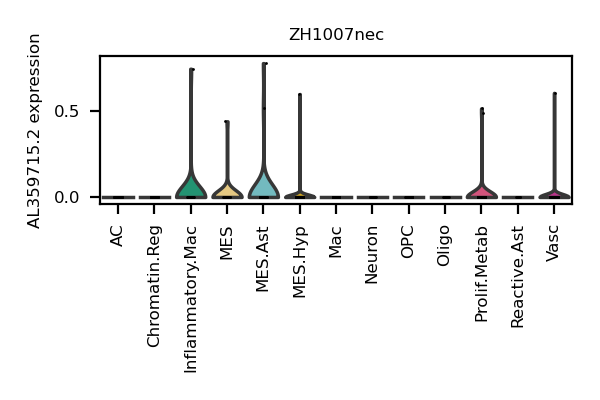 ZH1007nec
AL359715.2 expression
0.5
0.0
AC
Chromatin.Reg
Inflammatory.Mac
MES
MES.Ast
MES.Hyp
Mac
Neuron
OPC
Oligo
Prolif.Metab
Reactive.Ast
Vasc